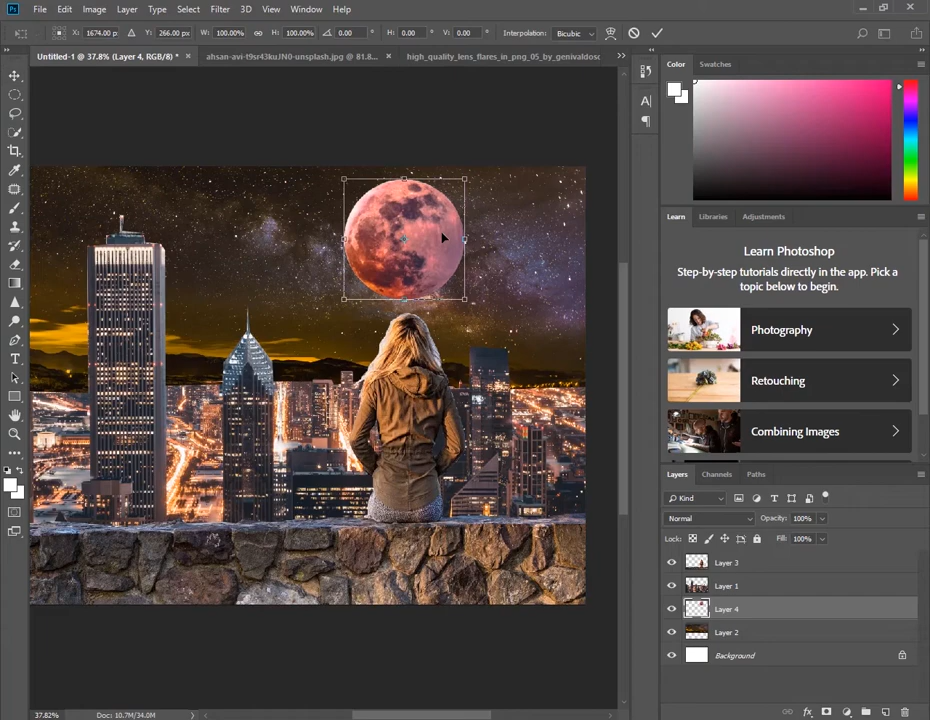 Ps File Edit Image Layer Type Select Filter 3D View Window Help
X: 1674.00 px Y: 266.00 px W: 100.00% H: 100.00% 0.00 ° H: 0.00 ° V: 0.00 ° Interpolation: Bicubic
Untitled-1 @ 37.8% (Layer 4, RGB/8) * × ahsan-avi-t9sr43kuJN0-unsplash.jpg @ 81.8... × high_quality_lens_flares_in_png_05_by_genivaldosc
Color Swatches
Learn Libraries Adjustments
Learn Photoshop
Step-by-step tutorials directly in the app. Pick a
topic below to begin.
Photography
Retouching
Combining Images
Layers Channels Paths
Kind
Normal Opacity: 100%
Lock: Fill: 100%
Layer 3
Layer 1
Layer 4
Layer 2
Background
37.82% Doc: 10.7M/34.0M
fx